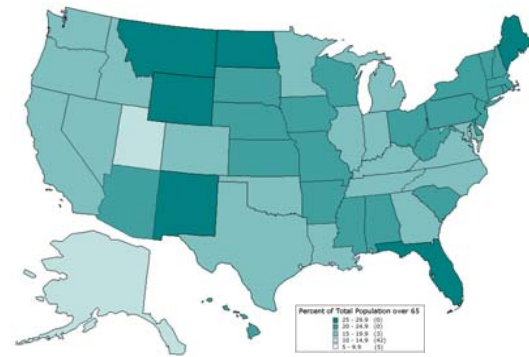 Percent of Total Population over 65
25 - 29.9 (0)
20 - 24.9 (0)
15 - 19.9 (3)
10 - 14.9 (42)
5 - 9.9 (5)